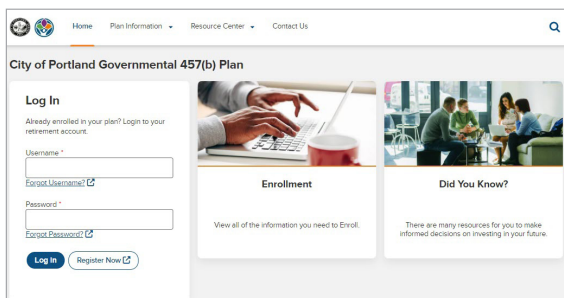 Home Plan Information Resource Center Contact Us
City of Portland Governmental 457(b) Plan
Log In
Already enrolled in your plan? Login to your
retirement account.
Username *
Forgot Username?
Password *
Forgot Password?
Log In Register Now
Enrollment
View all of the information you need to Enroll.
Did You Know?
There are many resources for you to make
informed decisions on investing in your future.